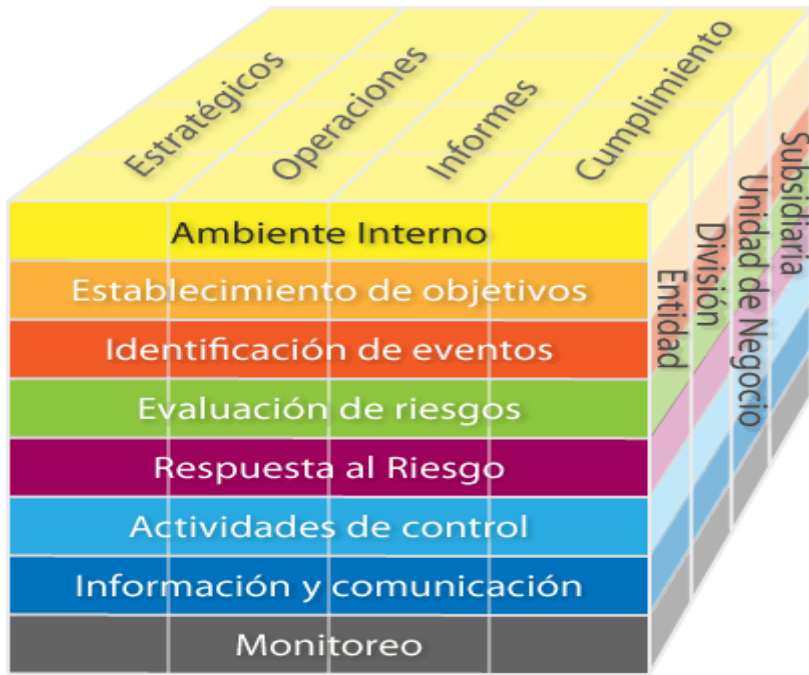 Estratégicos
Operaciones
Informes
Cumplimiento
Ambiente Interno
Establecimiento de objetivos
Identificación de eventos
Evaluación de riesgos
Respuesta al Riesgo
Actividades de control
Información y comunicación
Monitoreo
Entidad
División
Unidad de Negocio
Subsidiaria